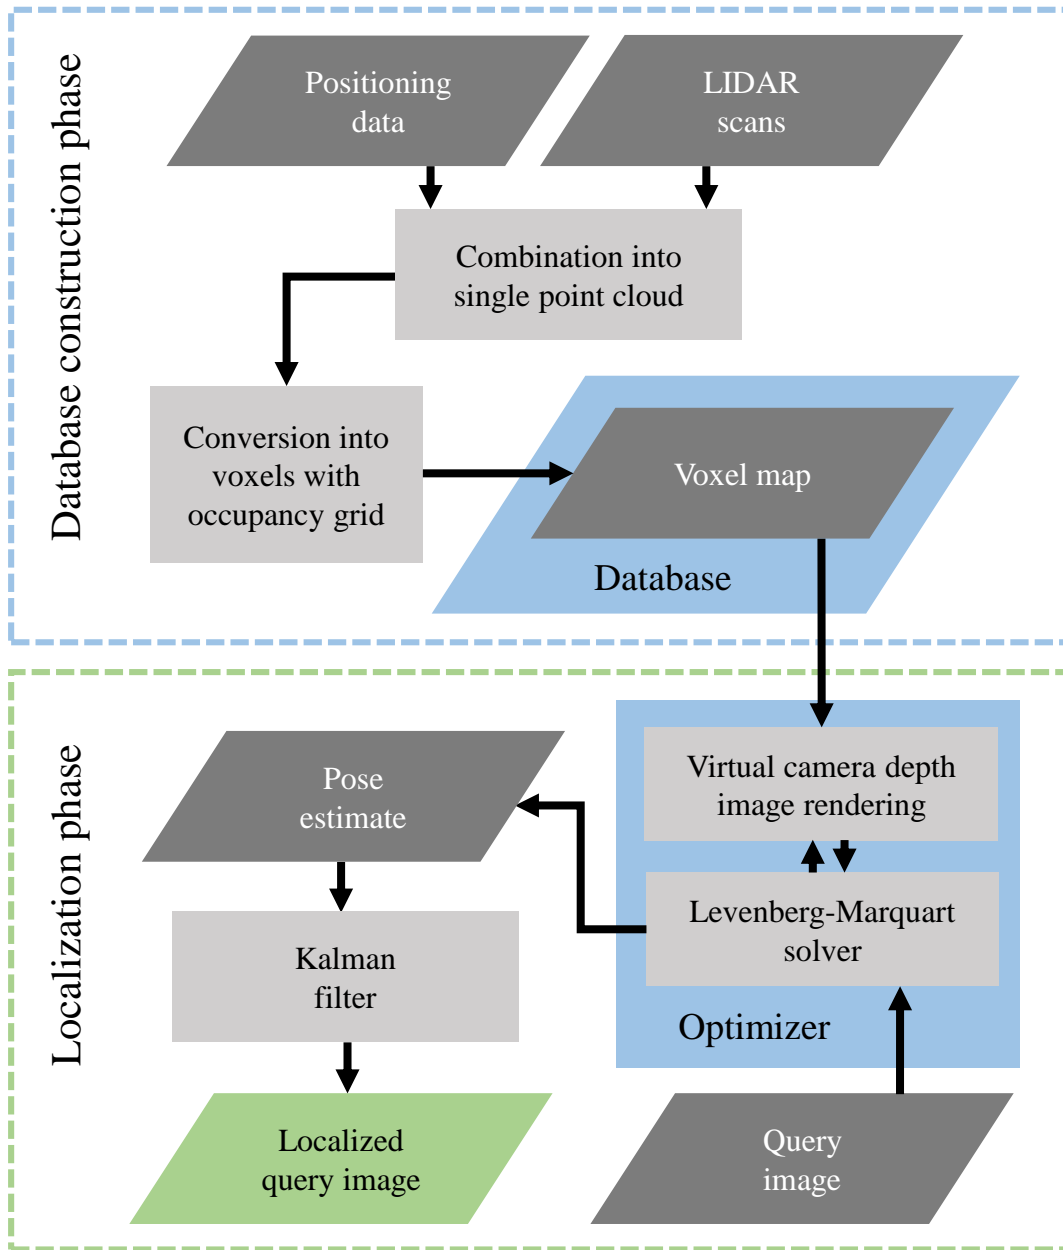 Database construction phase
Positioning
data
LIDAR
scans
Combination into
single point cloud
Conversion into
voxels with
occupancy grid
Voxel map
Database
Localization phase
Virtual camera depth
image rendering
Levenberg-Marquart
solver
Optimizer
Pose
estimate
Kalman
filter
Localized
query image
Query
image